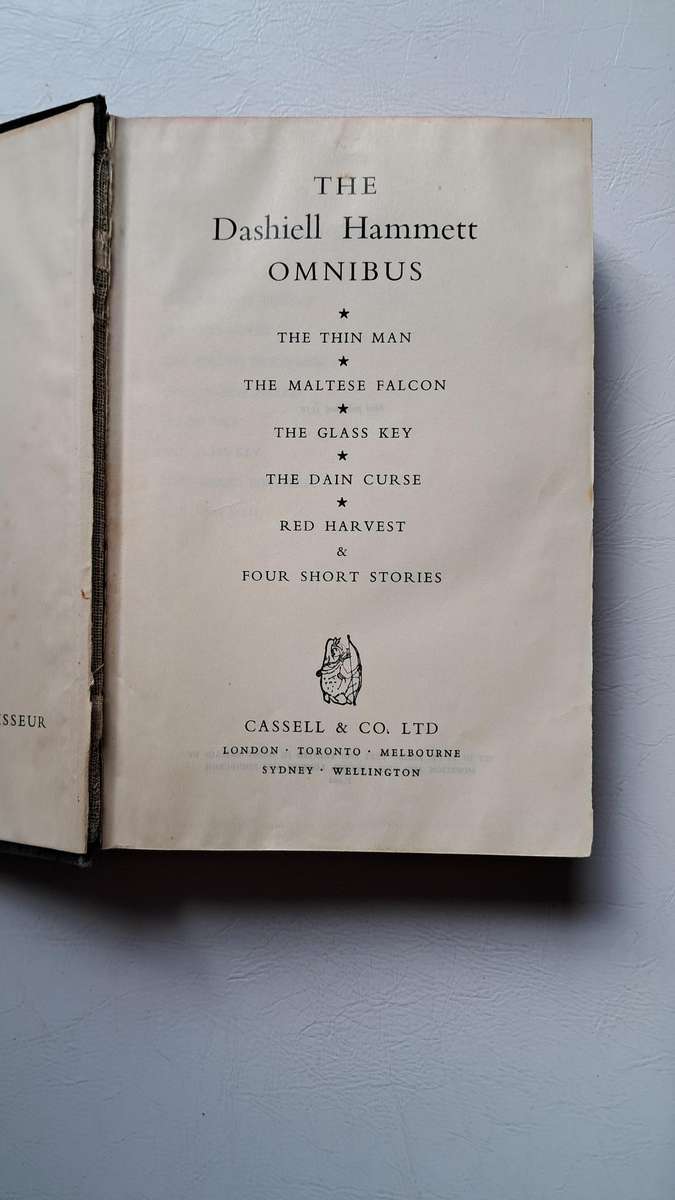 THE
Dashiell Hammett
OMNIBUS
★
THE THIN MAN
★
THE MALTESE FALCON
★
THE GLASS KEY
★
THE DAIN CURSE
★
RED HARVEST
&
FOUR SHORT STORIES
ISSEUR
CASSELL & CO. LTD
LONDON · TORONTO · MELBOURNE
SYDNEY · WELLINGTON